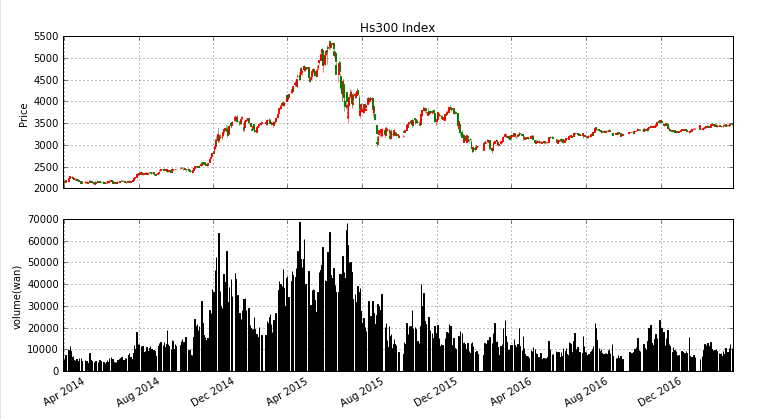 Hs300 Index
5500
5000
4500
4000
3500
3000
2500
2000
Price
70000
60000
50000
40000
30000
20000
10000
0
volume(wan)
Apr 2014
Aug 2014
Dec 2014
Apr 2015
Aug 2015
Dec 2015
Apr 2016
Aug 2016
Dec 2016